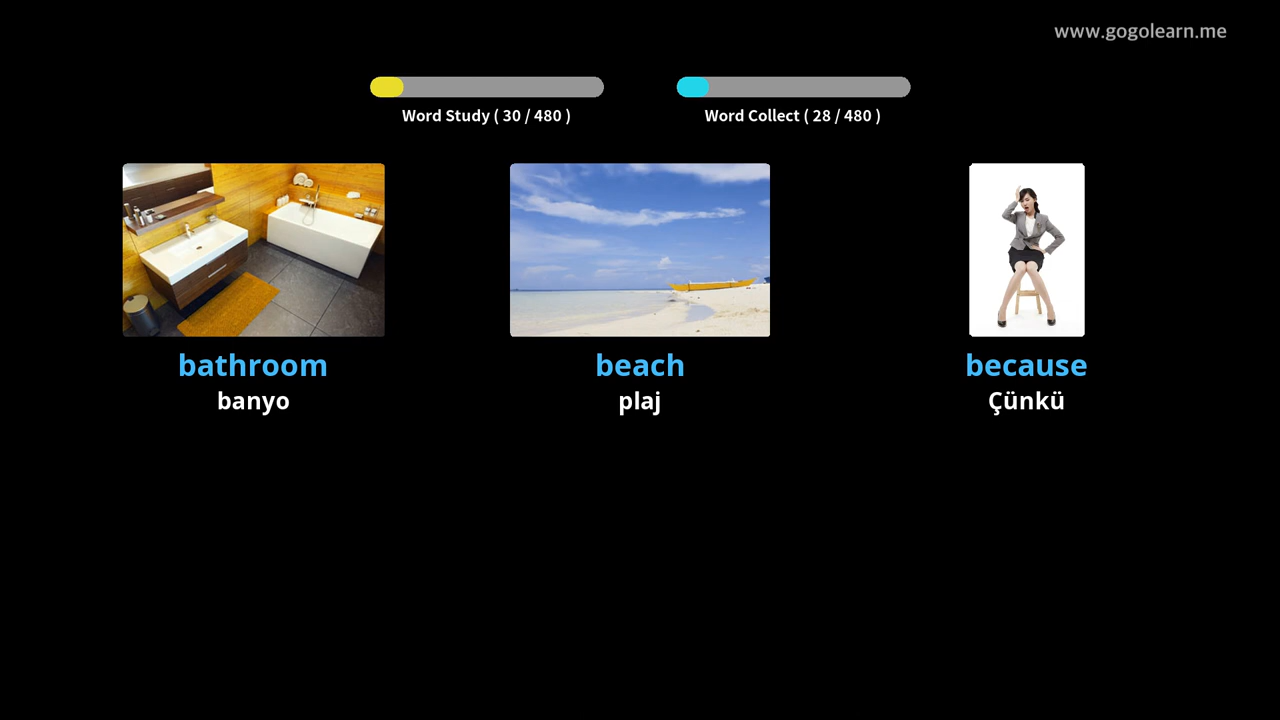 www.gogolearn.me
Word Study ( 30 / 480 )
Word Collect ( 28 / 480 )
bathroom
banyo
beach
plaj
because
Çünkü